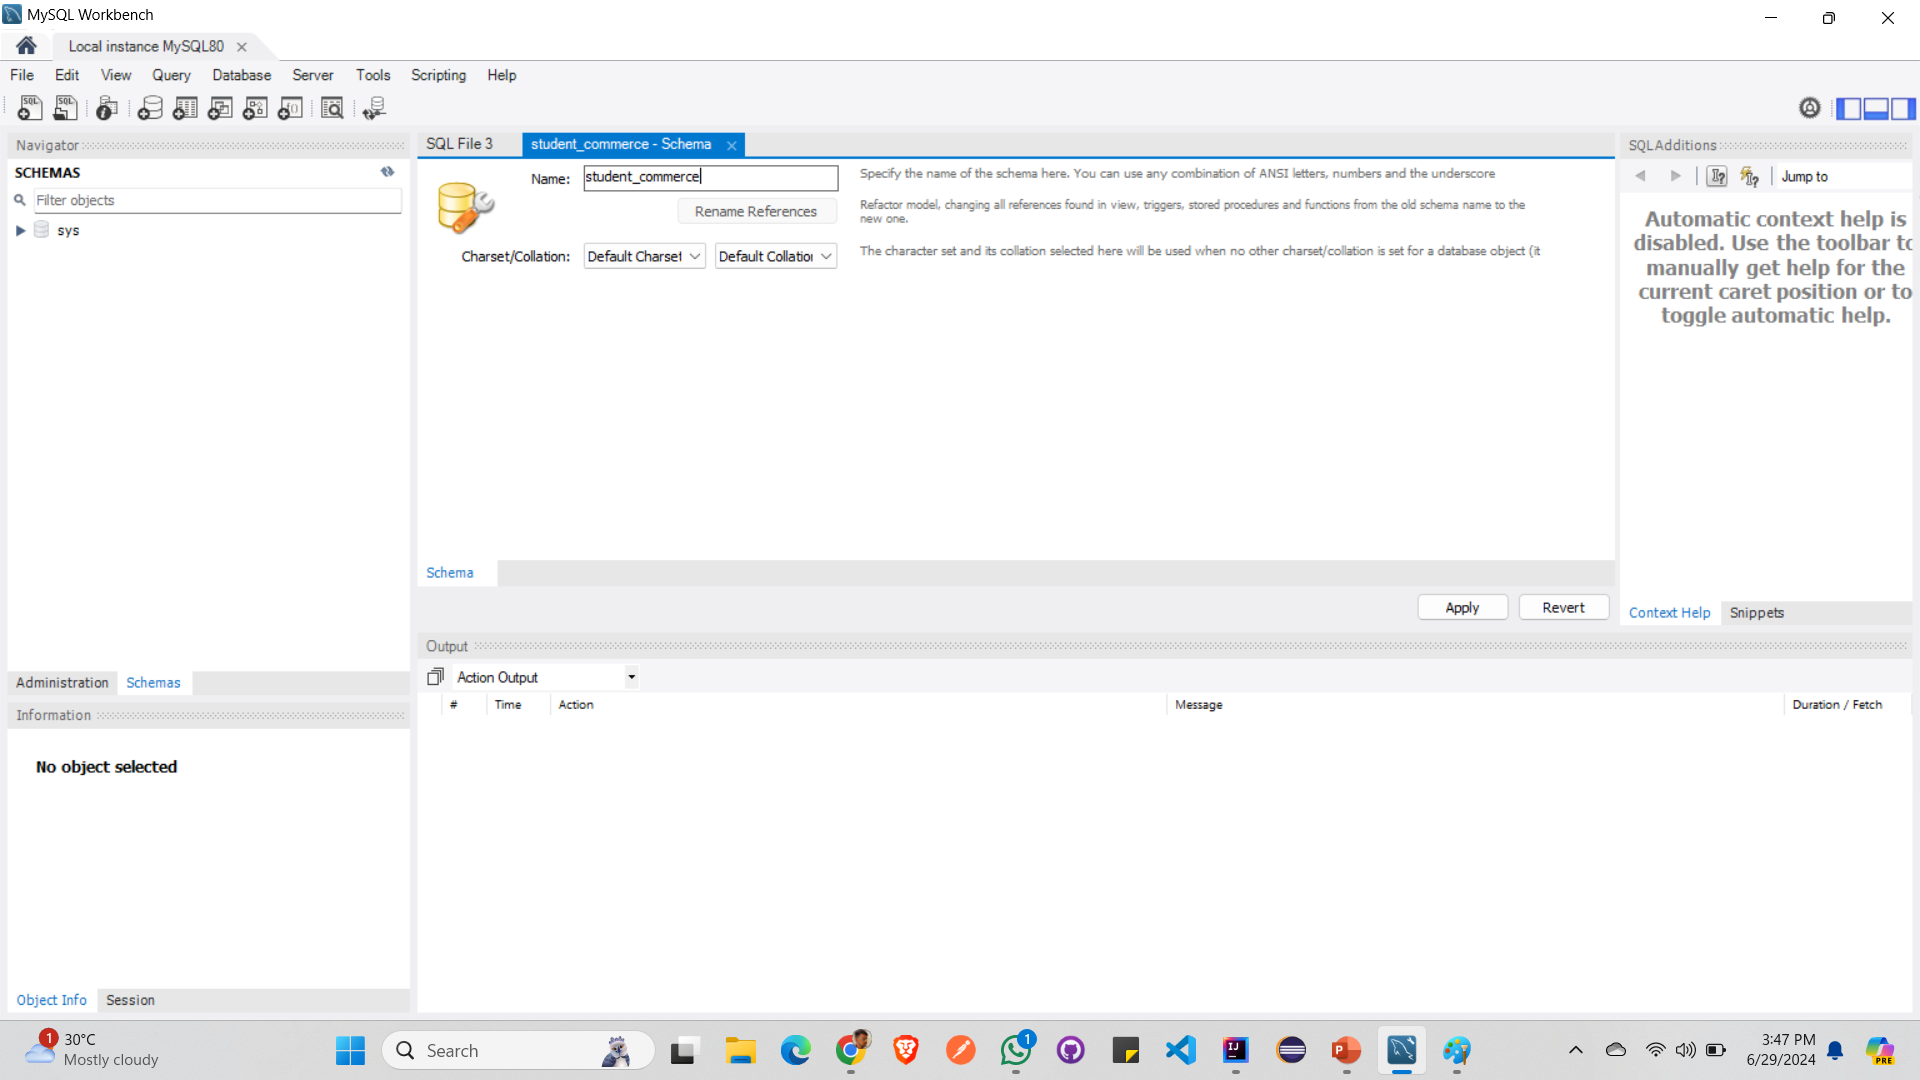 MySQL Workbench
Local instance MySQL80
File Edit View Query Database Server Tools Scripting Help
Navigator
SCHEMAS
Filter objects
sys
Administration Schemas
Information
No object selected
Object Info Session
SQL File 3 student_commerce - Schema
Name: student_commerce
Specify the name of the schema here. You can use any combination of ANSI letters, numbers and the underscore
Rename References
Refactor model, changing all references found in view, triggers, stored procedures and functions from the old schema name to the
new one.
Charset/Collation: Default Charset Default Collation
The character set and its collation selected here will be used when no other charset/collation is set for a database object (it
Schema
Apply Revert
Output
Action Output
# Time Action Message Duration / Fetch
SQLAdditions
Jump to
Automatic context help is
disabled. Use the toolbar to
manually get help for the
current caret position or to
toggle automatic help.
Context Help Snippets
1
30°C
Mostly cloudy
Search
1
3:47 PM
6/29/2024
PRE